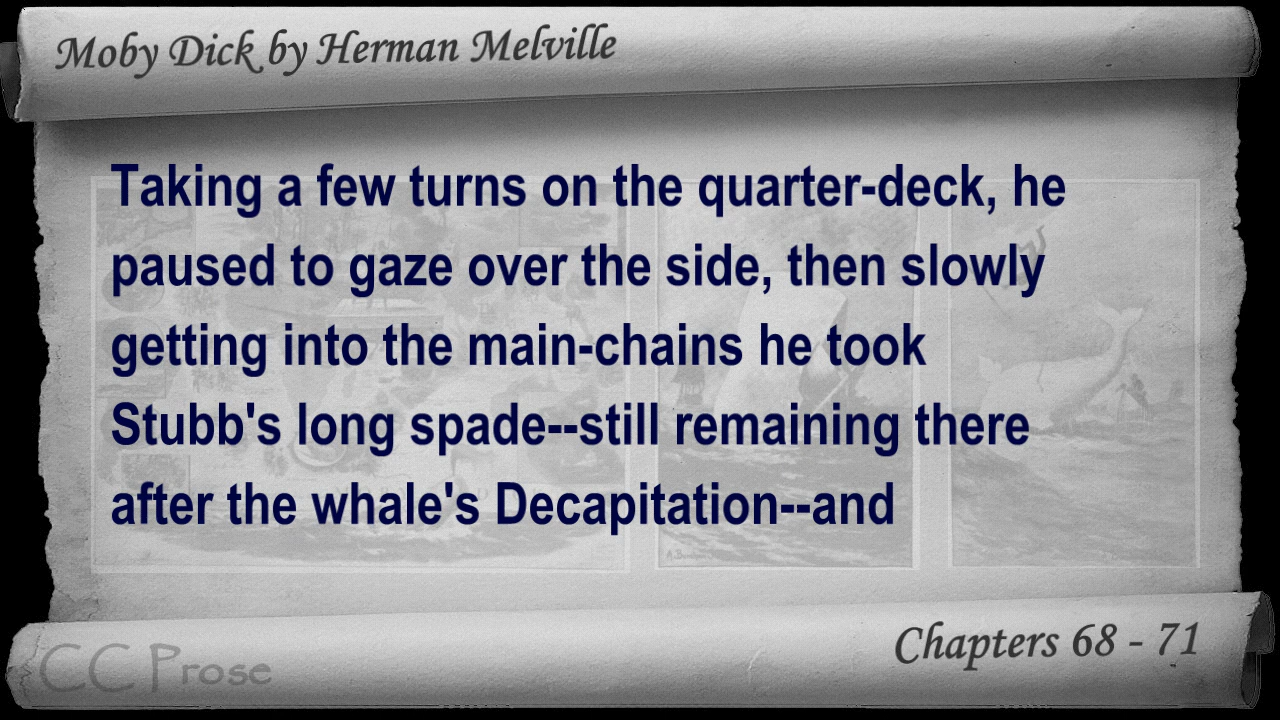 Moby Dick by Herman Melville
Taking a few turns on the quarter-deck, he
paused to gaze over the side, then slowly
getting into the main-chains he took
Stubb's long spade--still remaining there
after the whale's Decapitation--and
Chapters 68 - 71
CC Prose